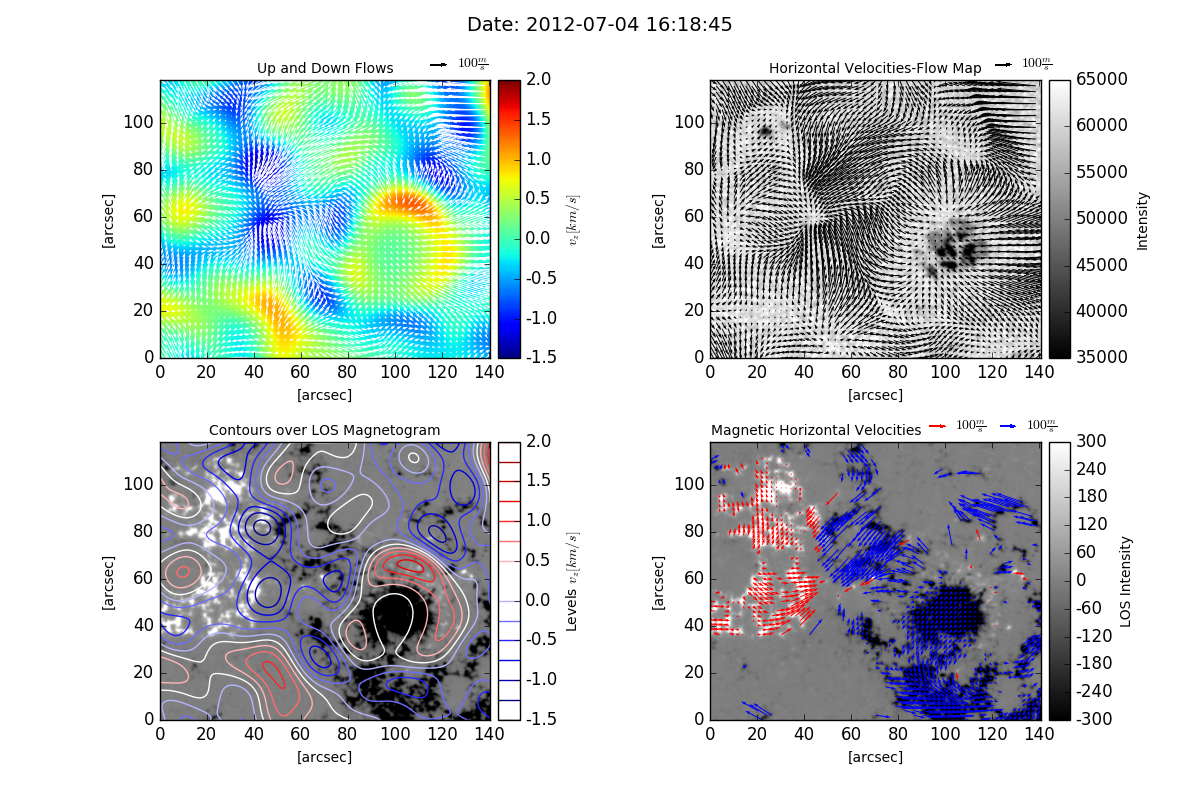 Date: 2012-07-04 16:18:45
Up and Down Flows
100 m/s
2.0
1.5
1.0
0.5
0.0
-0.5
-1.0
-1.5
v_z[km/s]
100
80
60
40
20
0
[arcsec]
0 20 40 60 80 100 120 140
[arcsec]
Horizontal Velocities-Flow Map
100 m/s
65000
60000
55000
50000
45000
40000
35000
Intensity
100
80
60
40
20
0
[arcsec]
0 20 40 60 80 100 120 140
[arcsec]
Contours over LOS Magnetogram
2.0
1.5
1.0
0.5
0.0
-0.5
-1.0
-1.5
Levels v_z[km/s]
100
80
60
40
20
0
[arcsec]
0 20 40 60 80 100 120 140
[arcsec]
Magnetic Horizontal Velocities
100 m/s
100 m/s
300
240
180
120
60
0
-60
-120
-180
-240
-300
LOS Intensity
100
80
60
40
20
0
[arcsec]
0 20 40 60 80 100 120 140
[arcsec]